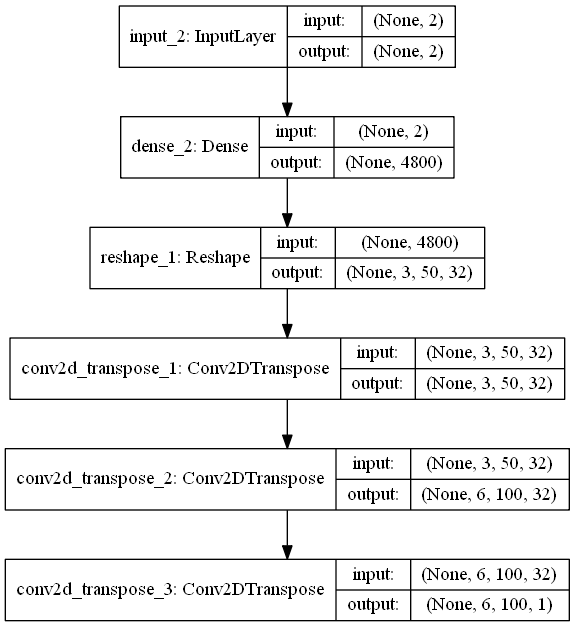 input_2: InputLayer
input: (None, 2)
output: (None, 2)
dense_2: Dense
input: (None, 2)
output: (None, 4800)
reshape_1: Reshape
input: (None, 4800)
output: (None, 3, 50, 32)
conv2d_transpose_1: Conv2DTranspose
input: (None, 3, 50, 32)
output: (None, 3, 50, 32)
conv2d_transpose_2: Conv2DTranspose
input: (None, 3, 50, 32)
output: (None, 6, 100, 32)
conv2d_transpose_3: Conv2DTranspose
input: (None, 6, 100, 32)
output: (None, 6, 100, 1)